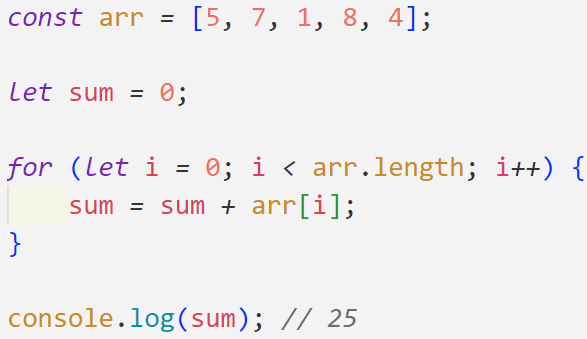 const arr = [5, 7, 1, 8, 4];
let sum = 0;
for (let i = 0; i < arr.length; i++) {
    sum = sum + arr[i];
}
console.log(sum); // 25